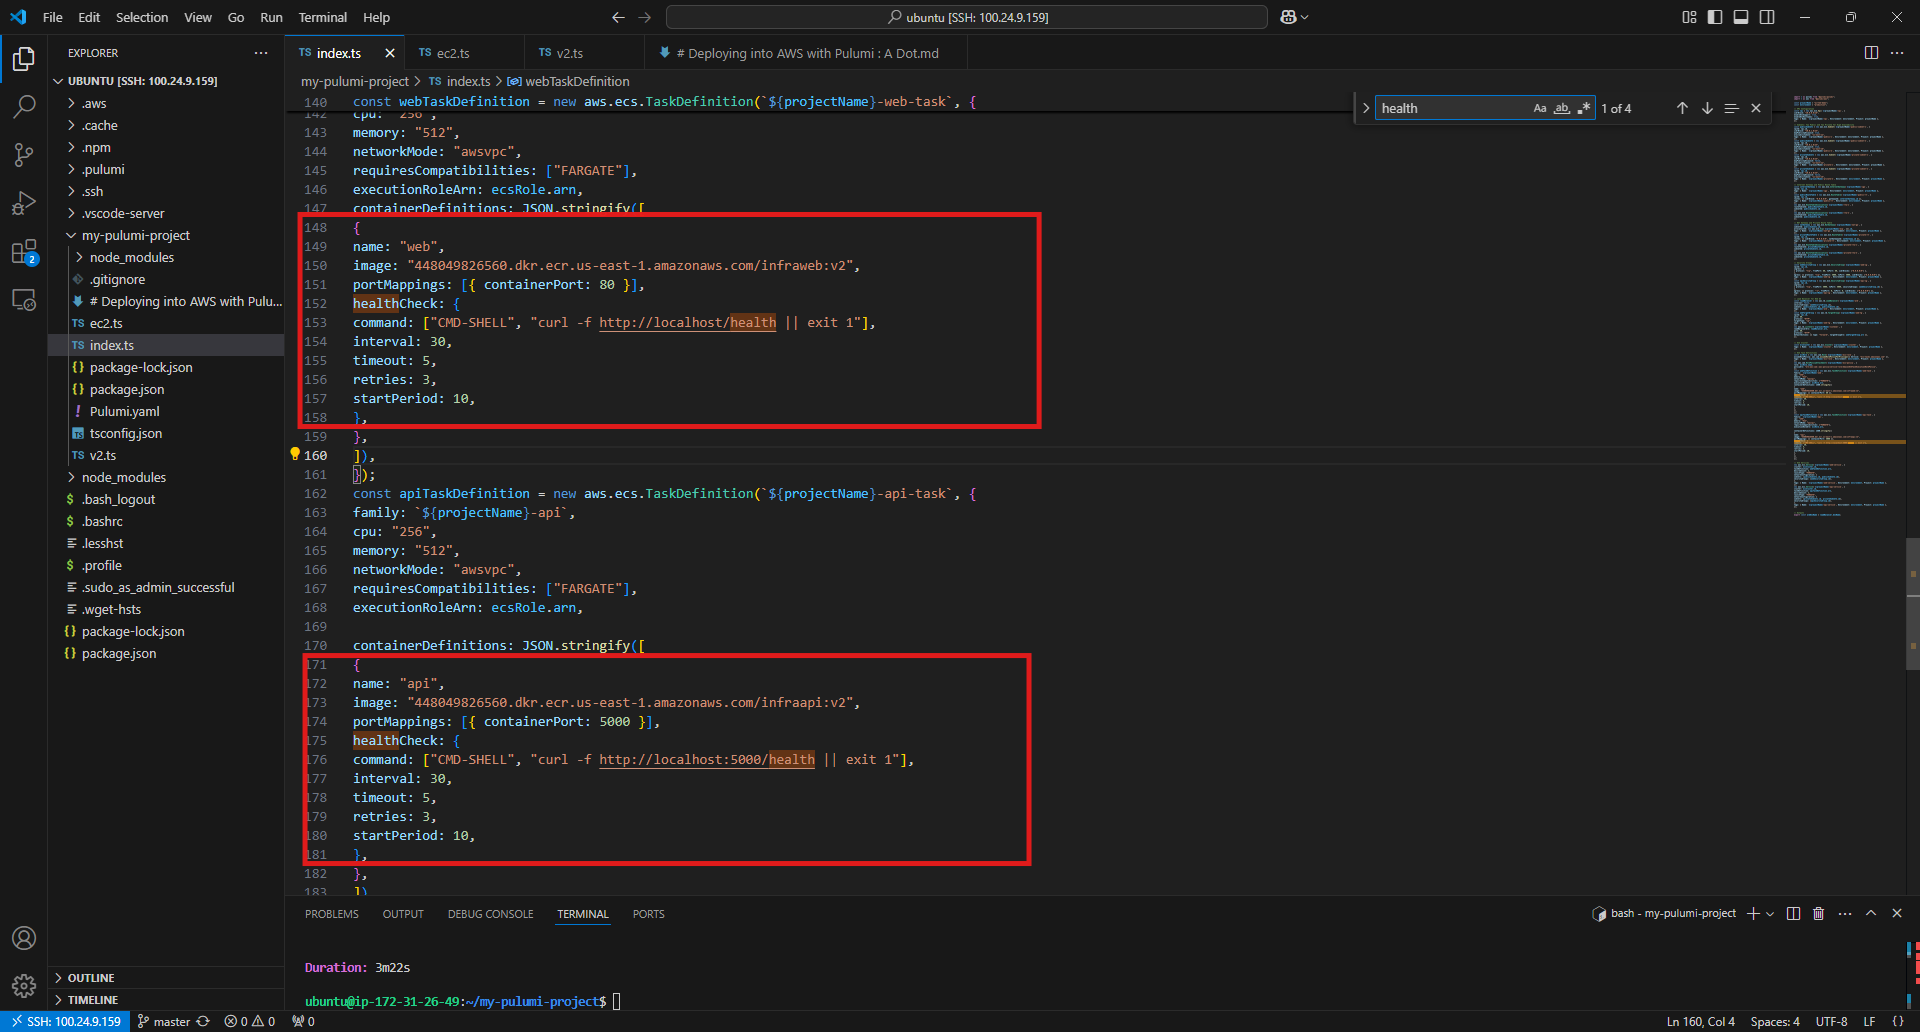 File Edit Selection View Go Run Terminal Help
ubuntu [SSH: 100.24.9.159]
EXPLORER
UBUNTU [SSH: 100.24.9.159]
.aws
.cache
.npm
.pulumi
.ssh
.vscode-server
my-pulumi-project
node_modules
.gitignore
# Deploying into AWS with Pulu...
TS ec2.ts
TS index.ts
{} package-lock.json
{} package.json
! Pulumi.yaml
tsconfig.json
TS v2.ts
node_modules
$ .bash_logout
$ .bashrc
.lesshst
$ .profile
.sudo_as_admin_successful
.wget-hsts
{} package-lock.json
{} package.json
OUTLINE
TIMELINE
2
TS index.ts
TS ec2.ts
TS v2.ts
# Deploying into AWS with Pulumi : A Dot.md
my-pulumi-project > TS index.ts > webTaskDefinition
health
Aa ab .* 1 of 4
140 const webTaskDefinition = new aws.ecs.TaskDefinition(`${projectName}-web-task`, {
142 cpu: "256",
143 memory: "512",
144 networkMode: "awsvpc",
145 requiresCompatibilities: ["FARGATE"],
146 executionRoleArn: ecsRole.arn,
147 containerDefinitions: JSON.stringify([
148 {
149 name: "web",
150 image: "448049826560.dkr.ecr.us-east-1.amazonaws.com/infraweb:v2",
151 portMappings: [{ containerPort: 80 }],
152 healthCheck: {
153 command: ["CMD-SHELL", "curl -f http://localhost/health || exit 1"],
154 interval: 30,
155 timeout: 5,
156 retries: 3,
157 startPeriod: 10,
158 },
159 },
160 ]),
161 });
162 const apiTaskDefinition = new aws.ecs.TaskDefinition(`${projectName}-api-task`, {
163 family: `${projectName}-api`,
164 cpu: "256",
165 memory: "512",
166 networkMode: "awsvpc",
167 requiresCompatibilities: ["FARGATE"],
168 executionRoleArn: ecsRole.arn,
169
170 containerDefinitions: JSON.stringify([
171 {
172 name: "api",
173 image: "448049826560.dkr.ecr.us-east-1.amazonaws.com/infraapi:v2",
174 portMappings: [{ containerPort: 5000 }],
175 healthCheck: {
176 command: ["CMD-SHELL", "curl -f http://localhost:5000/health || exit 1"],
177 interval: 30,
178 timeout: 5,
179 retries: 3,
180 startPeriod: 10,
181 },
182 },
183 ])
PROBLEMS OUTPUT DEBUG CONSOLE TERMINAL PORTS
bash - my-pulumi-project
Duration: 3m22s
ubuntu@ip-172-31-26-49:~/my-pulumi-project$
SSH: 100.24.9.159 master 0 0 0
Ln 160, Col 4 Spaces: 4 UTF-8 LF {}